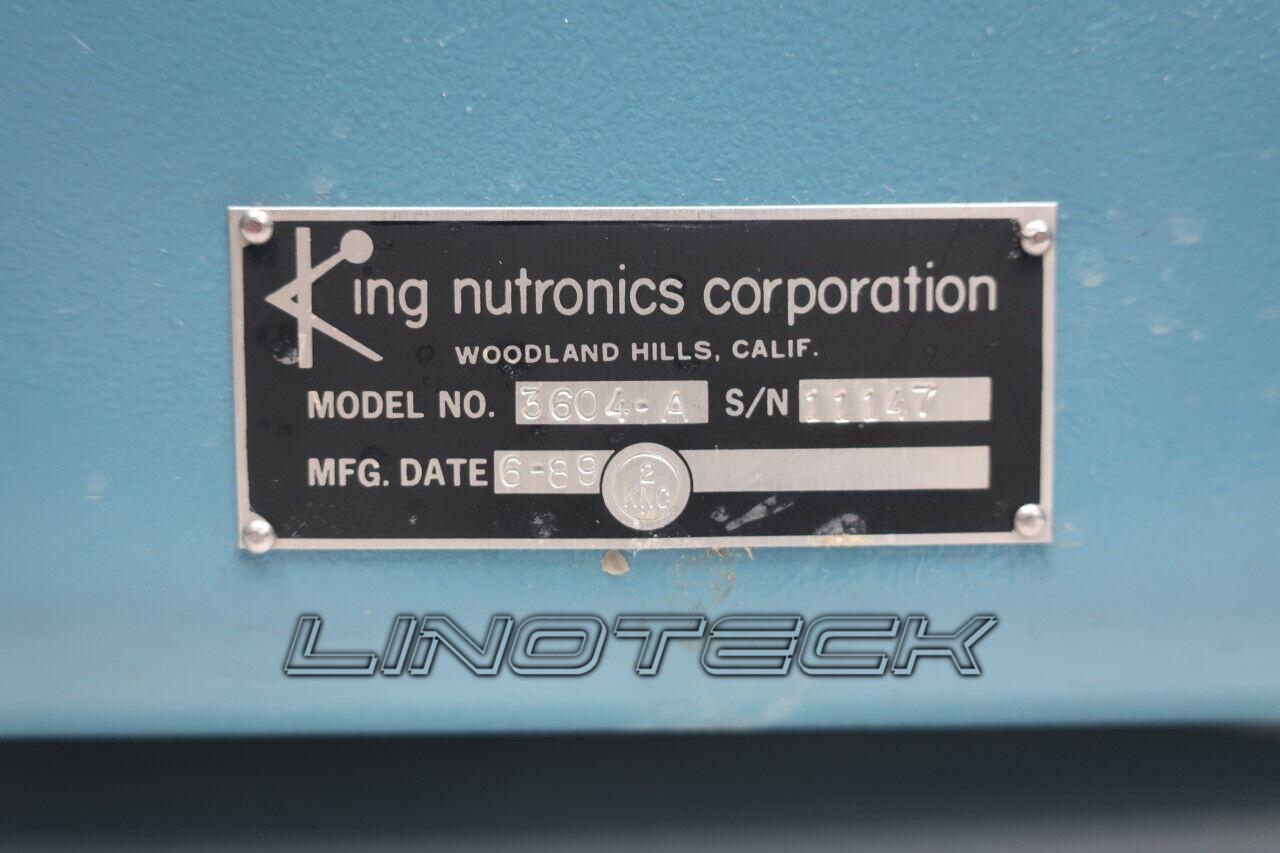 King nutronics corporation
WOODLAND HILLS, CALIF.
MODEL NO. 3604-A S/N 11147
MFG. DATE 6-89
2
KNC
LINOTECK